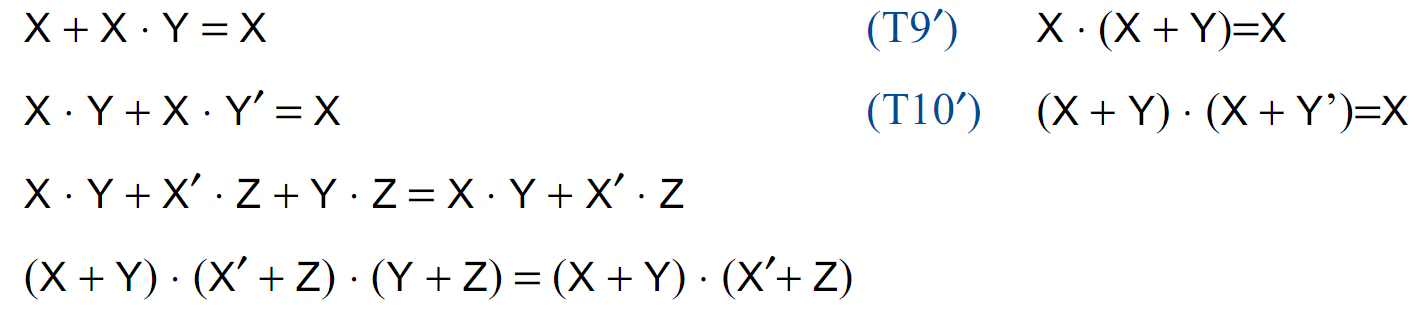 X + X · Y = X (T9′) X · (X + Y)=X
X · Y + X · Y′ = X (T10′) (X + Y) · (X + Y’)=X
X · Y + X′ · Z + Y · Z = X · Y + X′ · Z
(X + Y) · (X′ + Z) · (Y + Z) = (X + Y) · (X′+ Z)